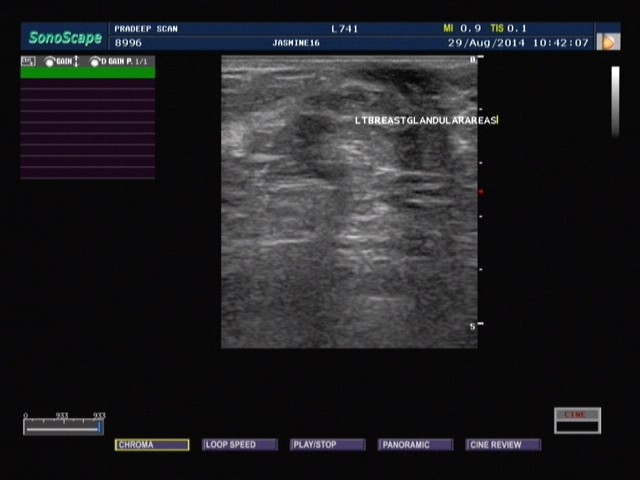 PRADEEP SCAN L741 MI 0.9 TIS 0.1
SonoScape 8996 JASMINE16 29/Aug/2014 10:42:07
GAIN D GAIN P. 1/1
0
LTBREASTGLANDULARAREAS
5
0 933 933
CINE
CHROMA LOOP SPEED PLAY/STOP PANORAMIC CINE REVIEW